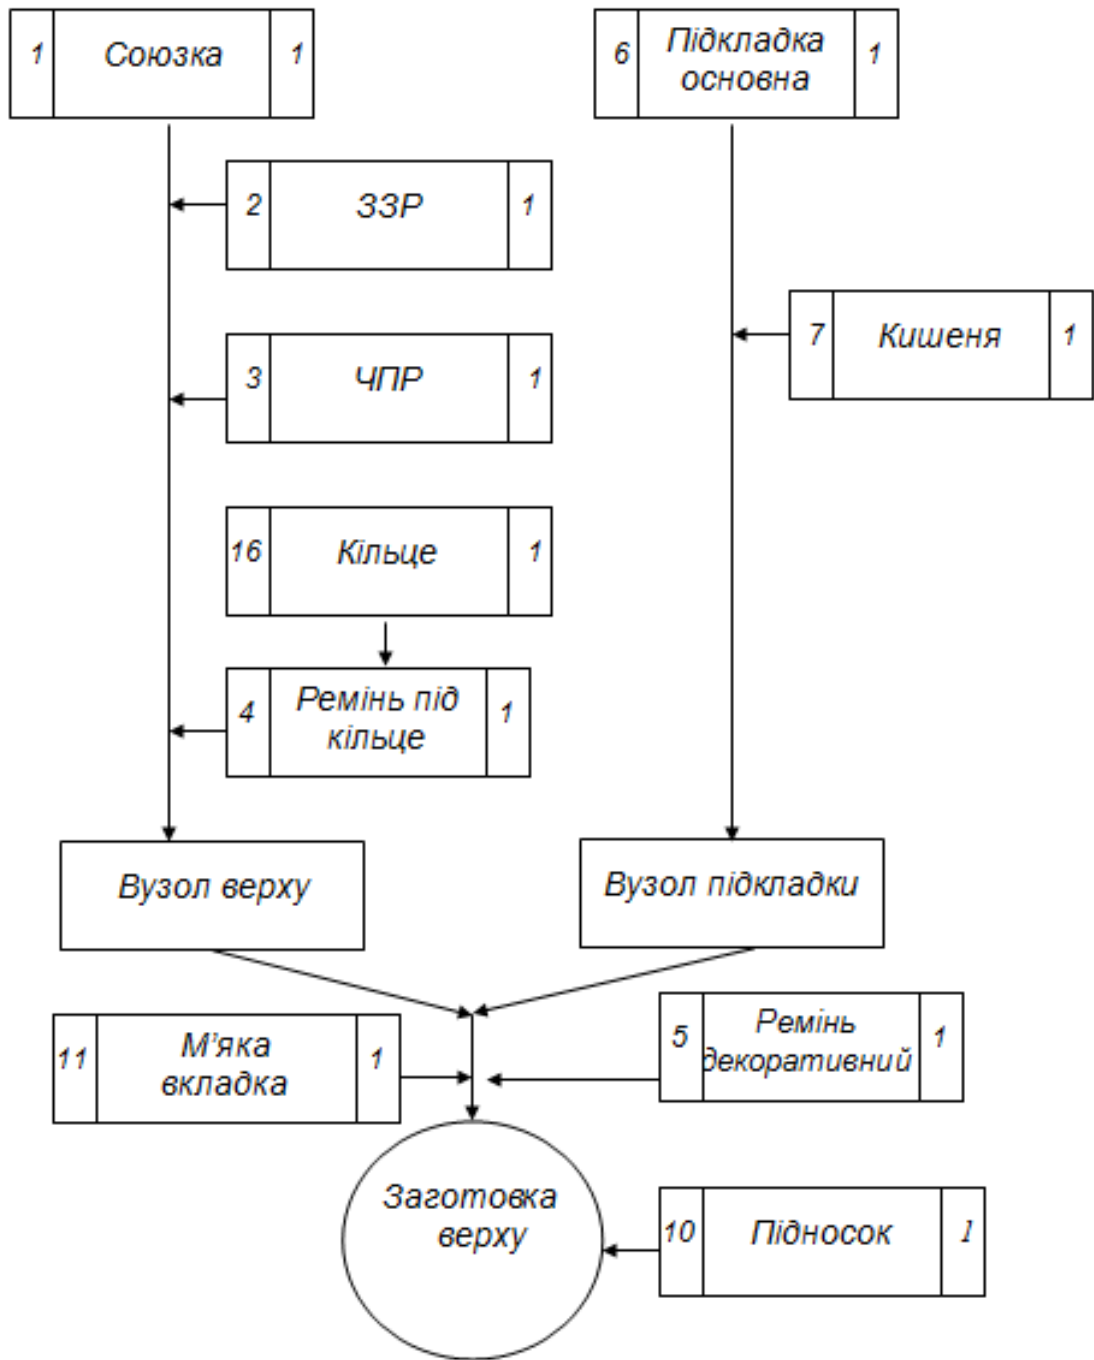 1 Союзка 1
6 Підкладка 1
основна
2 ЗЗР 1
7 Кишеня 1
3 ЧПР 1
16 Кільце 1
4 Ремінь під 1
кільце
Вузол верху
Вузол підкладки
11 М'яка 1
вкладка
5 Ремінь 1
декоративний
Заготовка
верху
10 Підносок 1